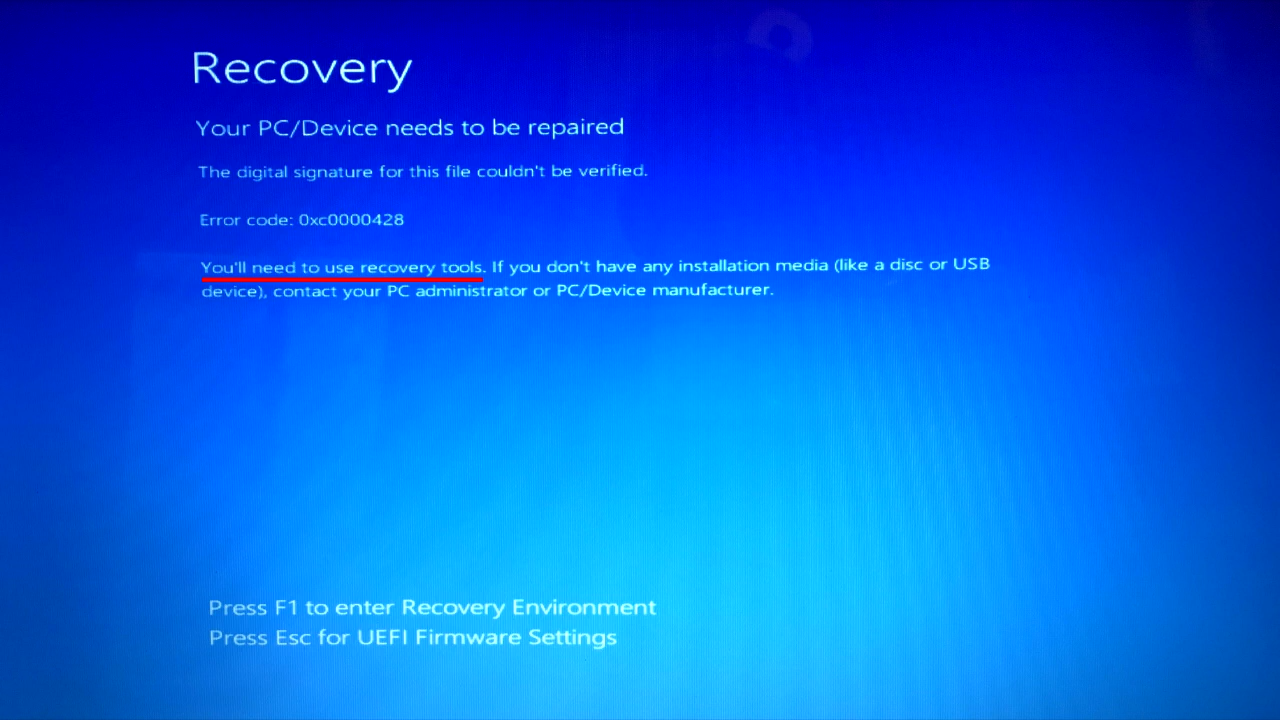 Recovery
Your PC/Device needs to be repaired
The digital signature for this file couldn't be verified.
Error code: 0xc0000428
You'll need to use recovery tools. If you don't have any installation media (like a disc or USB
device), contact your PC administrator or PC/Device manufacturer.
Press F1 to enter Recovery Environment
Press Esc for UEFI Firmware Settings